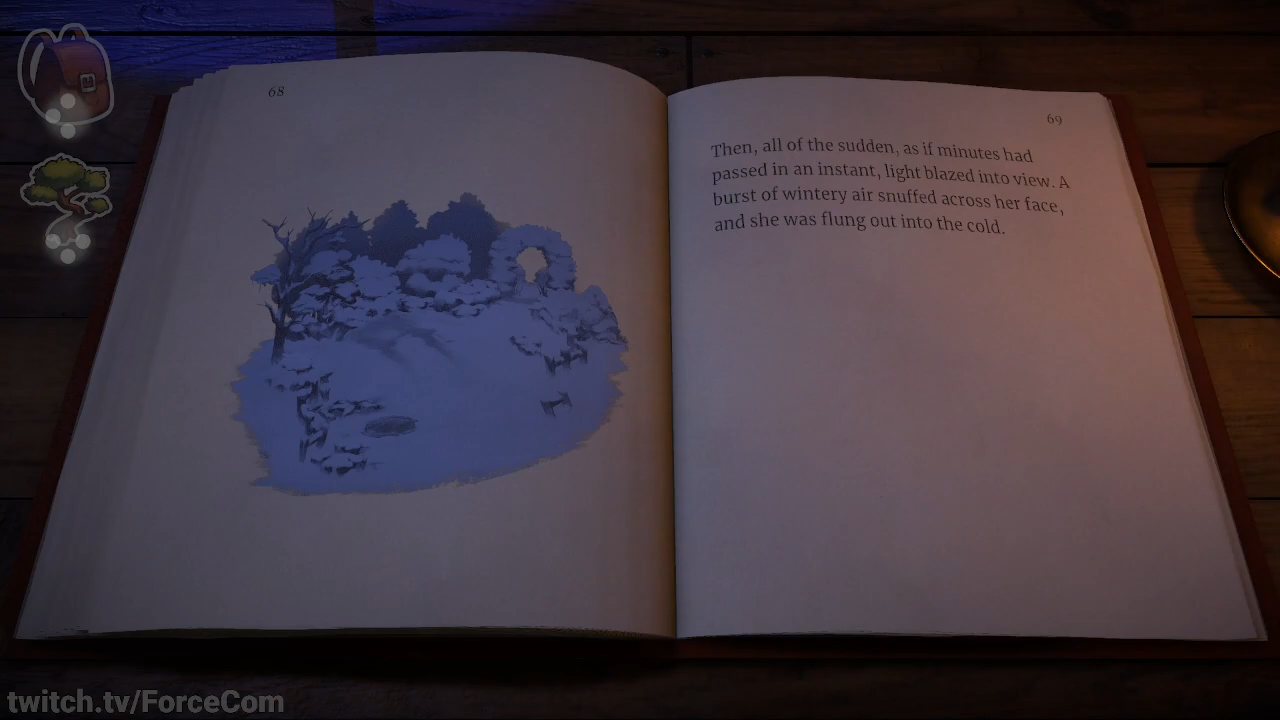 68
69
Then, all of the sudden, as if minutes had
passed in an instant, light blazed into view. A
burst of wintery air snuffed across her face,
and she was flung out into the cold.
twitch.tv/ForceCom